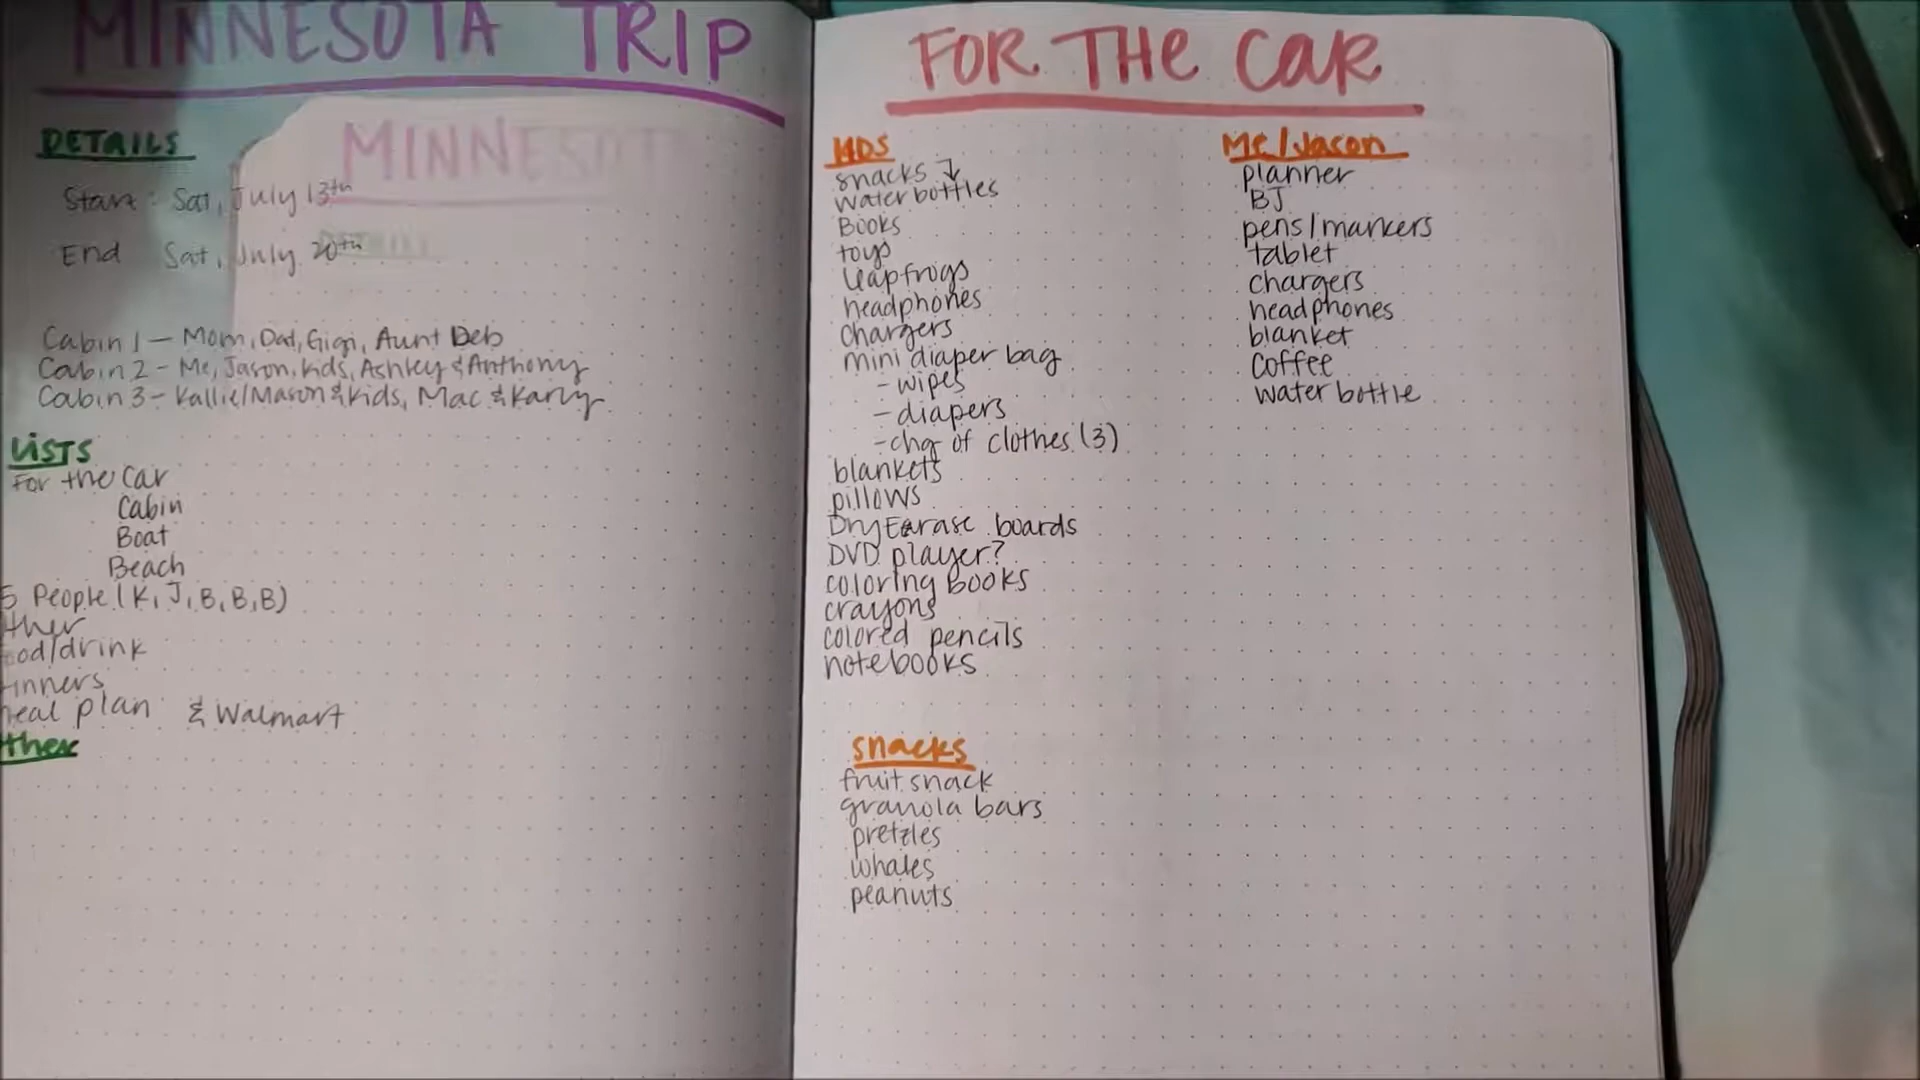 MINNESOTA TRIP
MINNESOT
DETAILS
Start: Sat, July 13th
End Sat, July 20th
Cabin 1 - Mom, Dad, Gigi, Aunt Deb
Cabin 2 - Me, Jason, kids, Ashley & Anthony
Cabin 3 - Kallie/Mason & kids, Mac & Karly
LISTS
For the car
Cabin
Boat
Beach
5 People (K, J, B, B, B)
ther
ood/drink
inners
meal plan & Walmart
ther
FOR THE CAR
KIDS
snacks ↴
water bottles
Books
toys
leapfrogs
headphones
chargers
mini diaper bag
- wipes
- diapers
- chg of clothes (3)
blankets
pillows
Dry Earase boards
DVD player?
coloring books
crayons
colored pencils
notebooks
snacks
fruit snack
granola bars
pretzles
whales
peanuts
Me/Jason
planner
BJ
pens/markers
tablet
chargers
headphones
blanket
Coffee
water bottle